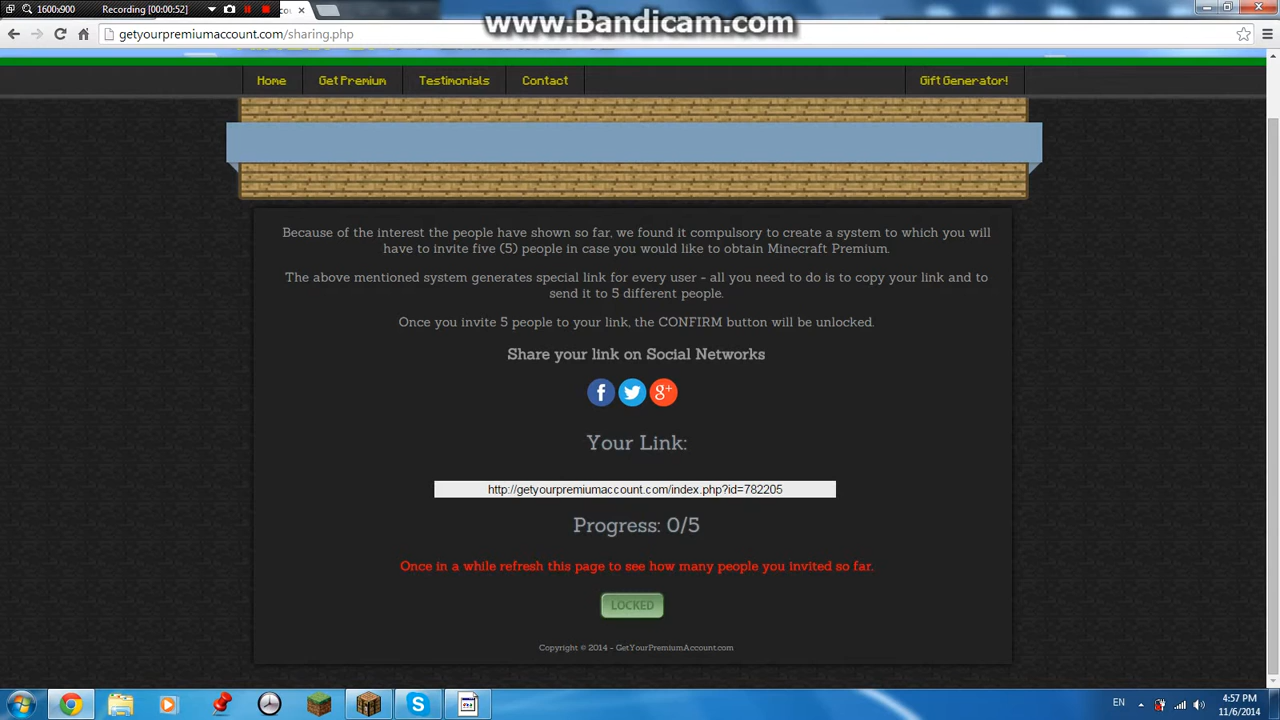 1600x900 Recording [00:00:52]
www.Bandicam.com
getyourpremiumaccount.com/sharing.php
Home Get Premium Testimonials Contact Gift Generator!
Because of the interest the people have shown so far, we found it compulsory to create a system to which you will
have to invite five (5) people in case you would like to obtain Minecraft Premium.
The above mentioned system generates special link for every user - all you need to do is to copy your link and to
send it to 5 different people.
Once you invite 5 people to your link, the CONFIRM button will be unlocked.
Share your link on Social Networks
Your Link:
http://getyourpremiumaccount.com/index.php?id=782205
Progress: 0/5
Once in a while refresh this page to see how many people you invited so far.
LOCKED
Copyright © 2014 - GetYourPremiumAccount.com
EN 4:57 PM
11/6/2014